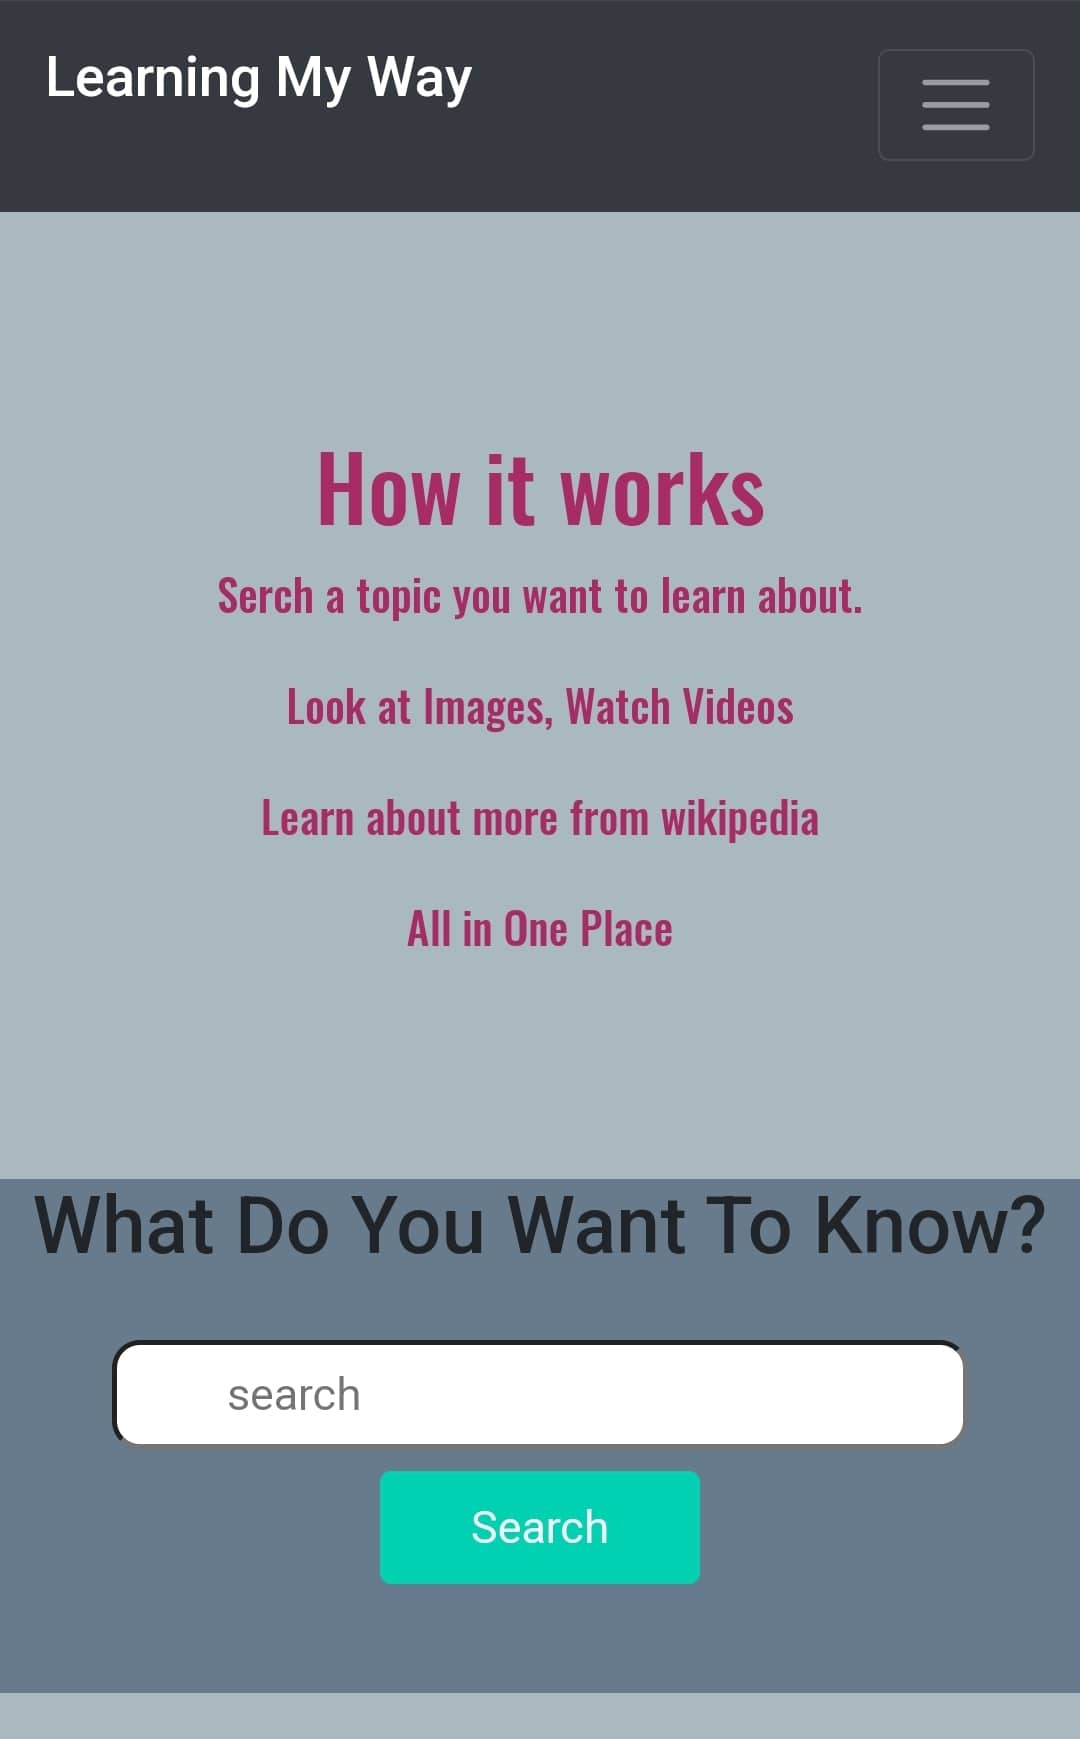 Learning My Way
How it works
Serch a topic you want to learn about.
Look at Images, Watch Videos
Learn about more from wikipedia
All in One Place
What Do You Want To Know?
search
Search